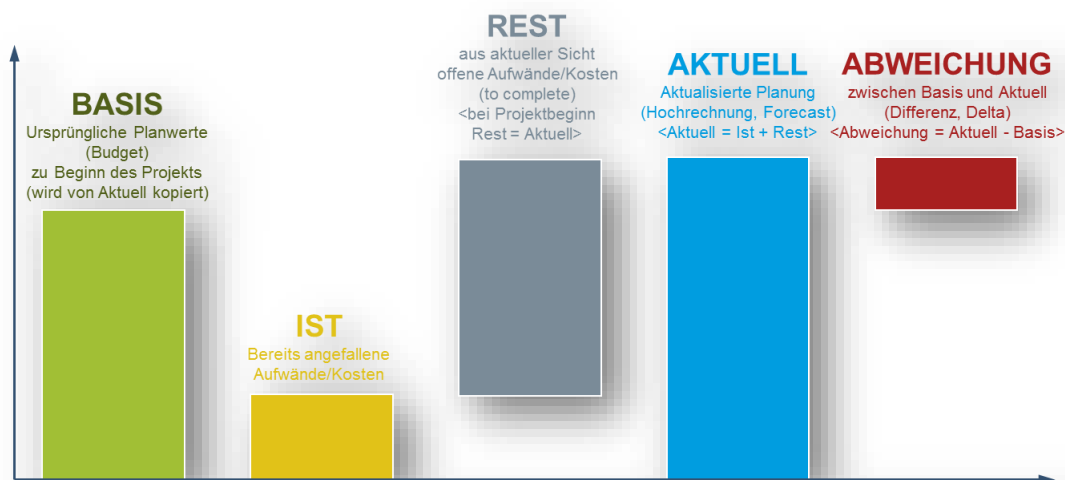 BASIS
Ursprüngliche Planwerte
(Budget)
zu Beginn des Projekts
(wird von Aktuell kopiert)
IST
Bereits angefallene
Aufwände/Kosten
REST
aus aktueller Sicht
offene Aufwände/Kosten
(to complete)
<bei Projektbeginn
Rest = Aktuell>
AKTUELL
Aktualisierte Planung
(Hochrechnung, Forecast)
<Aktuell = Ist + Rest>
ABWEICHUNG
zwischen Basis und Aktuell
(Differenz, Delta)
<Abweichung = Aktuell - Basis>